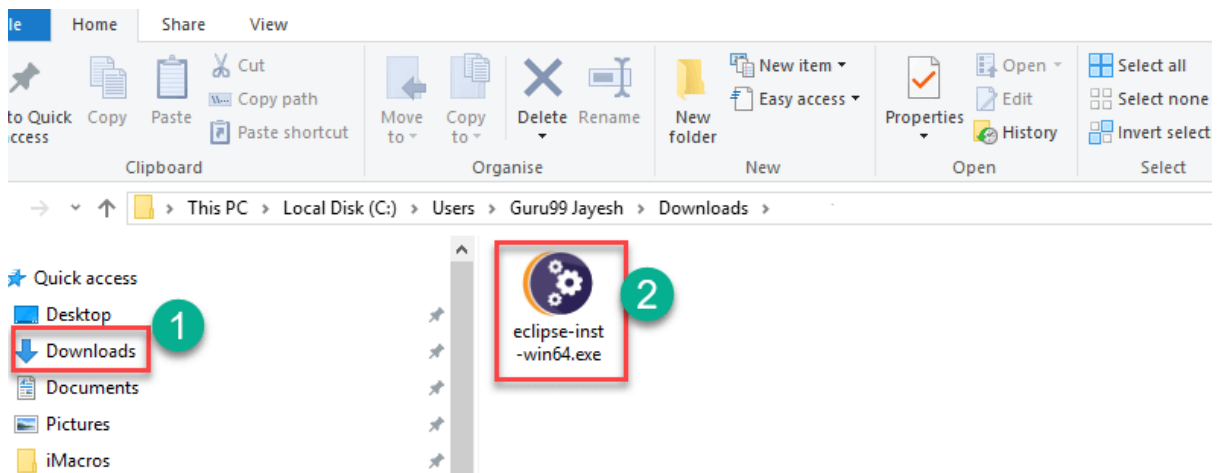 le Home Share View
Cut
Copy path
Paste shortcut
to Quick
ccess
Copy
Paste
Clipboard
Move
to
Copy
to
Delete
Rename
Organise
New
folder
New item
Easy access
New
Properties
Open
Edit
History
Open
Select all
Select none
Invert select
Select
This PC > Local Disk (C:) > Users > Guru99 Jayesh > Downloads >
Quick access
Desktop
1
Downloads
Documents
Pictures
iMacros
eclipse-inst
-win64.exe
2